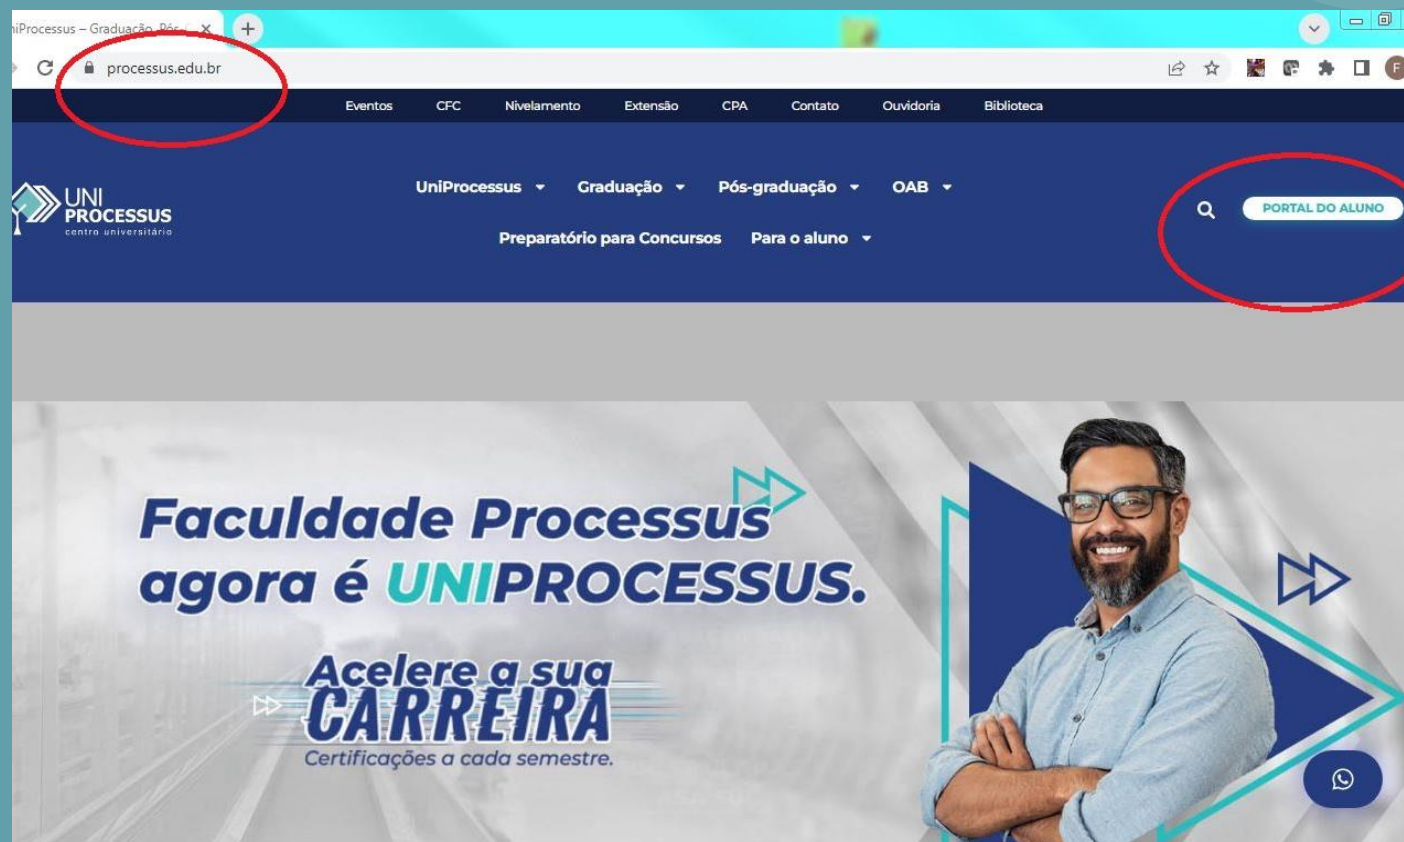 niProcessus – Graduação, Pós-
processus.edu.br
Eventos CFC Nivelamento Extensão CPA Contato Ouvidoria Biblioteca
UNI
PROCESSUS
centro universitário
UniProcessus Graduação Pós-graduação OAB
Preparatório para Concursos Para o aluno
PORTAL DO ALUNO
Faculdade Processus
agora é UNIPROCESSUS.
Acelere a sua
CARREIRA
Certificações a cada semestre.
F